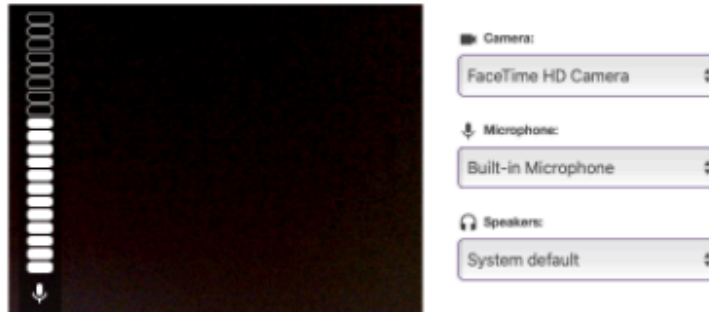 Camera:
FaceTime HD Camera
Microphone:
Built-in Microphone
Speakers:
System default